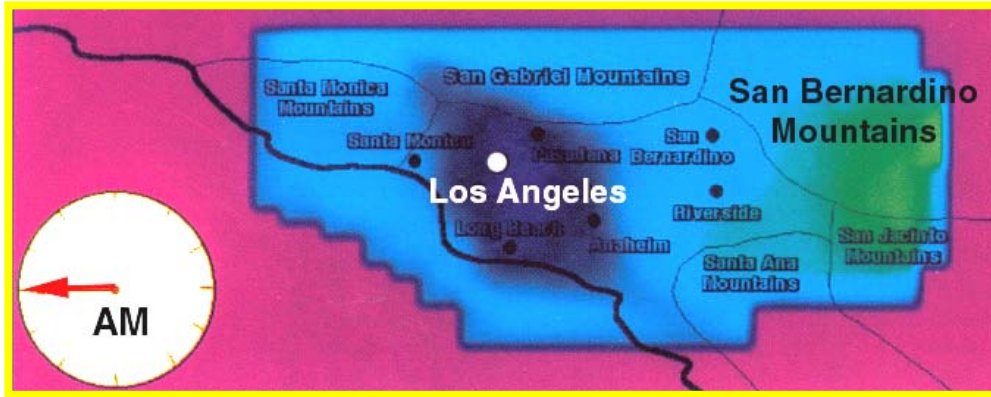 San Gabriel Mountains
Santa Monica
Mountains
San Bernardino
Mountains
Santa Monica
Pasadena
San
Bernardino
Los Angeles
Riverside
Long Beach
Anaheim
San Jacinto
Mountains
Santa Ana
Mountains
AM